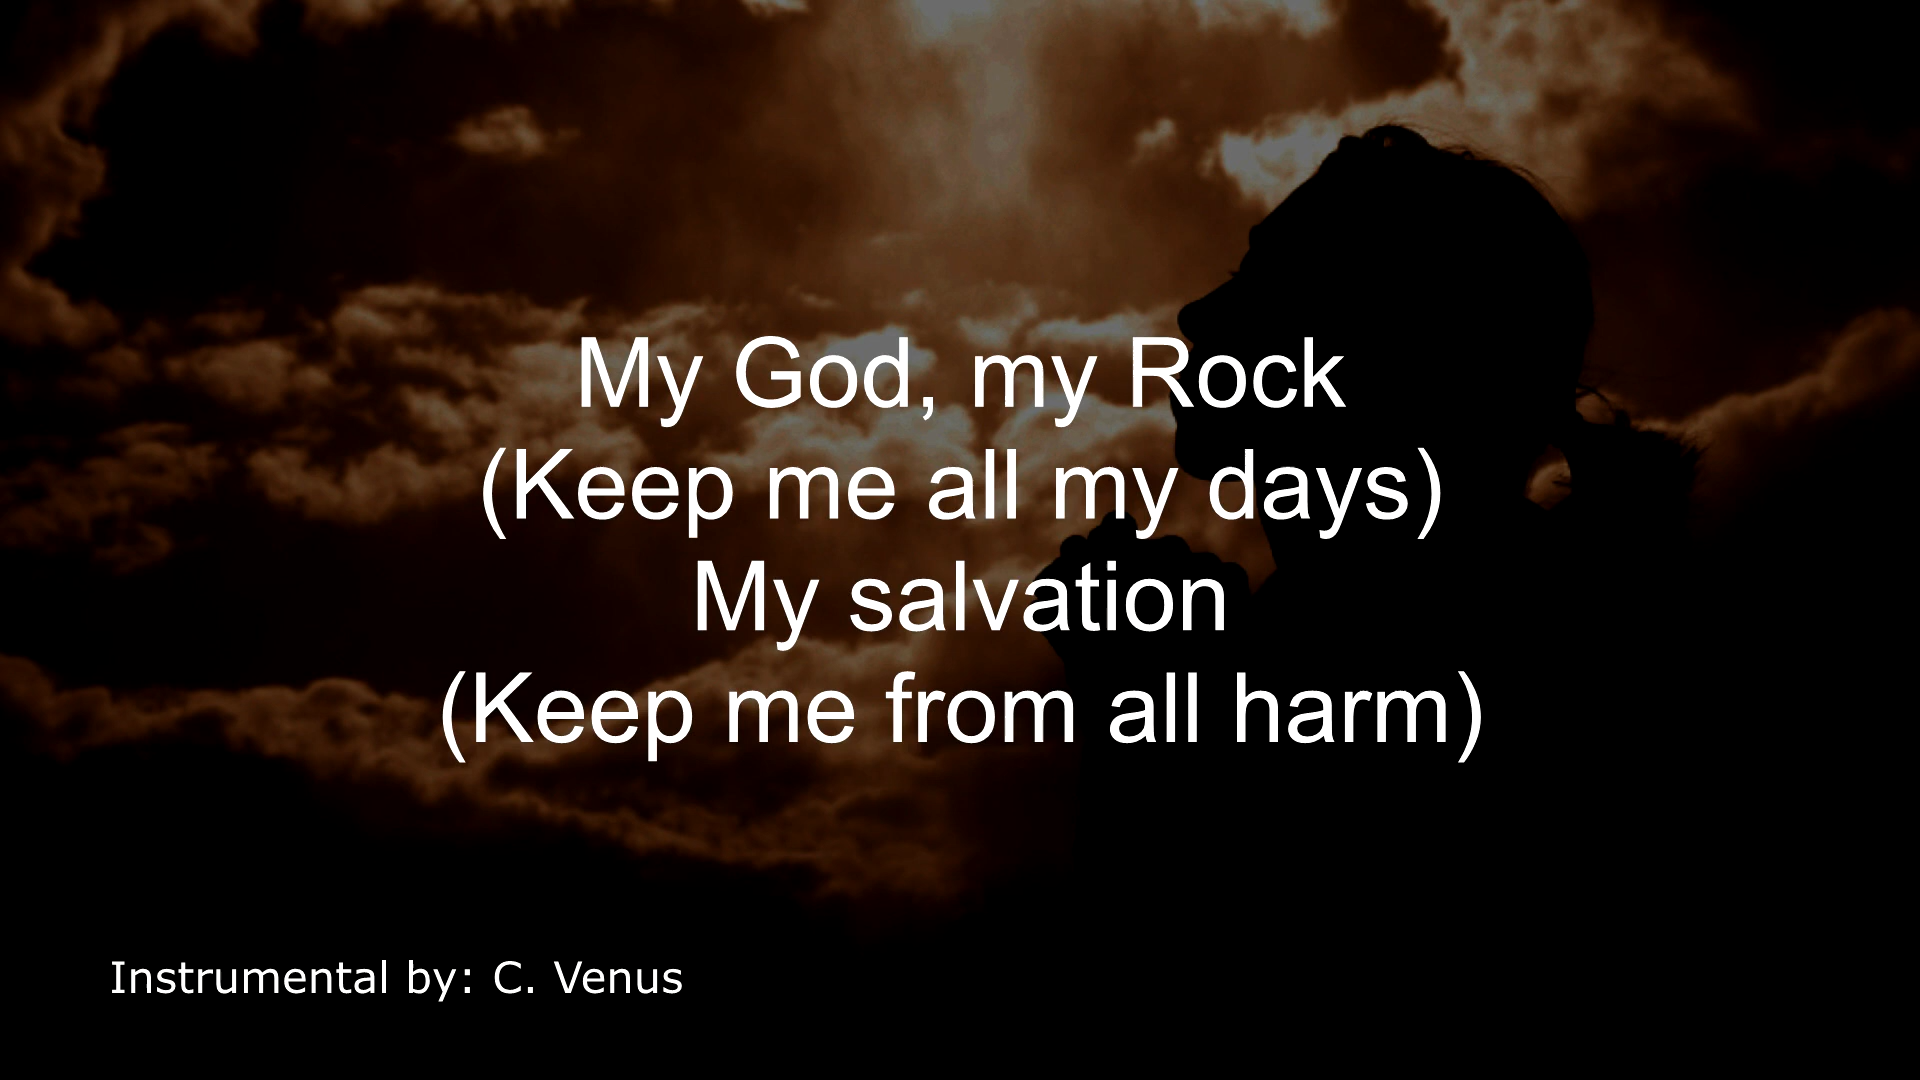 My God, my Rock
(Keep me all my days)
My salvation
(Keep me from all harm)
Instrumental by: C. Venus